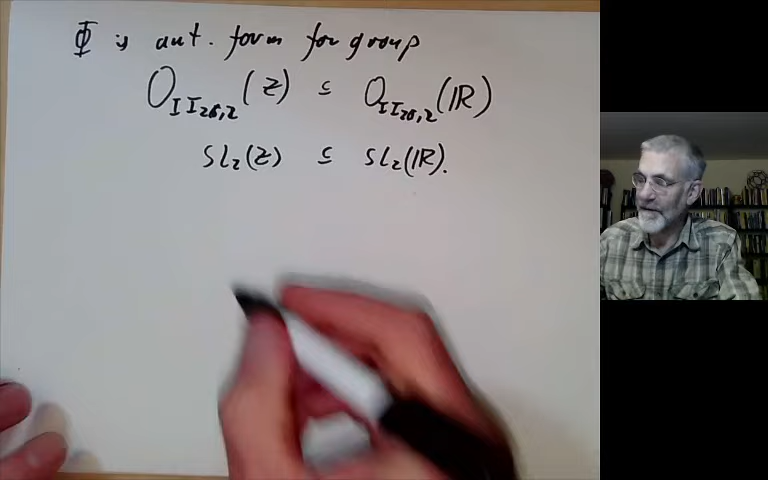 Φ is aut. form for group
O_{II_{26,2}}(Z) ⊆ O_{II_{26,2}}(R)
SL₂(Z) ⊆ SL₂(R).